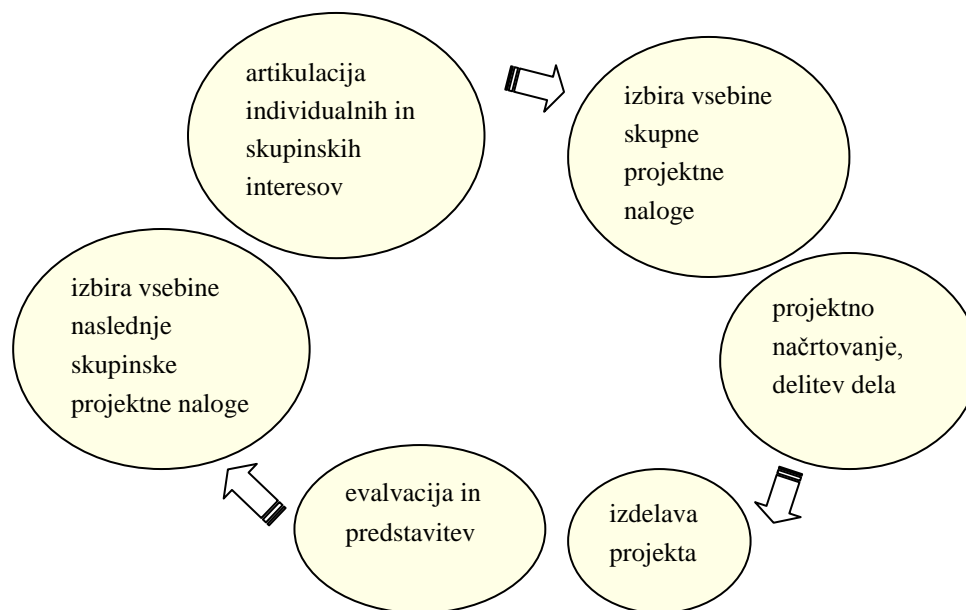 artikulacija
individualnih in
skupinskih
interesov
izbira vsebine
skupne
projektne
naloge
projektno
načrtovanje,
delitev dela
izdelava
projekta
evalvacija in
predstavitev
izbira vsebine
naslednje
skupinske
projektne naloge